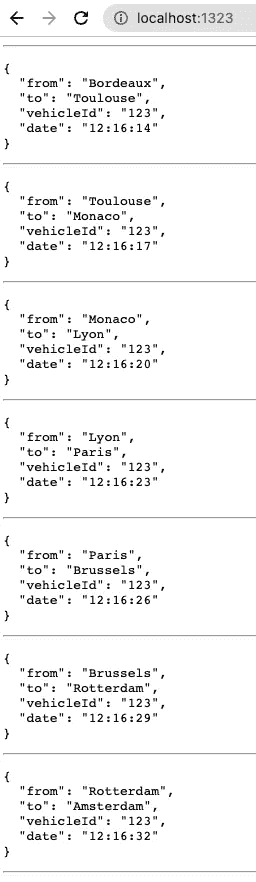 localhost:1323
{
  "from": "Bordeaux",
  "to": "Toulouse",
  "vehicleId": "123",
  "date": "12:16:14"
}
{
  "from": "Toulouse",
  "to": "Monaco",
  "vehicleId": "123",
  "date": "12:16:17"
}
{
  "from": "Monaco",
  "to": "Lyon",
  "vehicleId": "123",
  "date": "12:16:20"
}
{
  "from": "Lyon",
  "to": "Paris",
  "vehicleId": "123",
  "date": "12:16:23"
}
{
  "from": "Paris",
  "to": "Brussels",
  "vehicleId": "123",
  "date": "12:16:26"
}
{
  "from": "Brussels",
  "to": "Rotterdam",
  "vehicleId": "123",
  "date": "12:16:29"
}
{
  "from": "Rotterdam",
  "to": "Amsterdam",
  "vehicleId": "123",
  "date": "12:16:32"
}